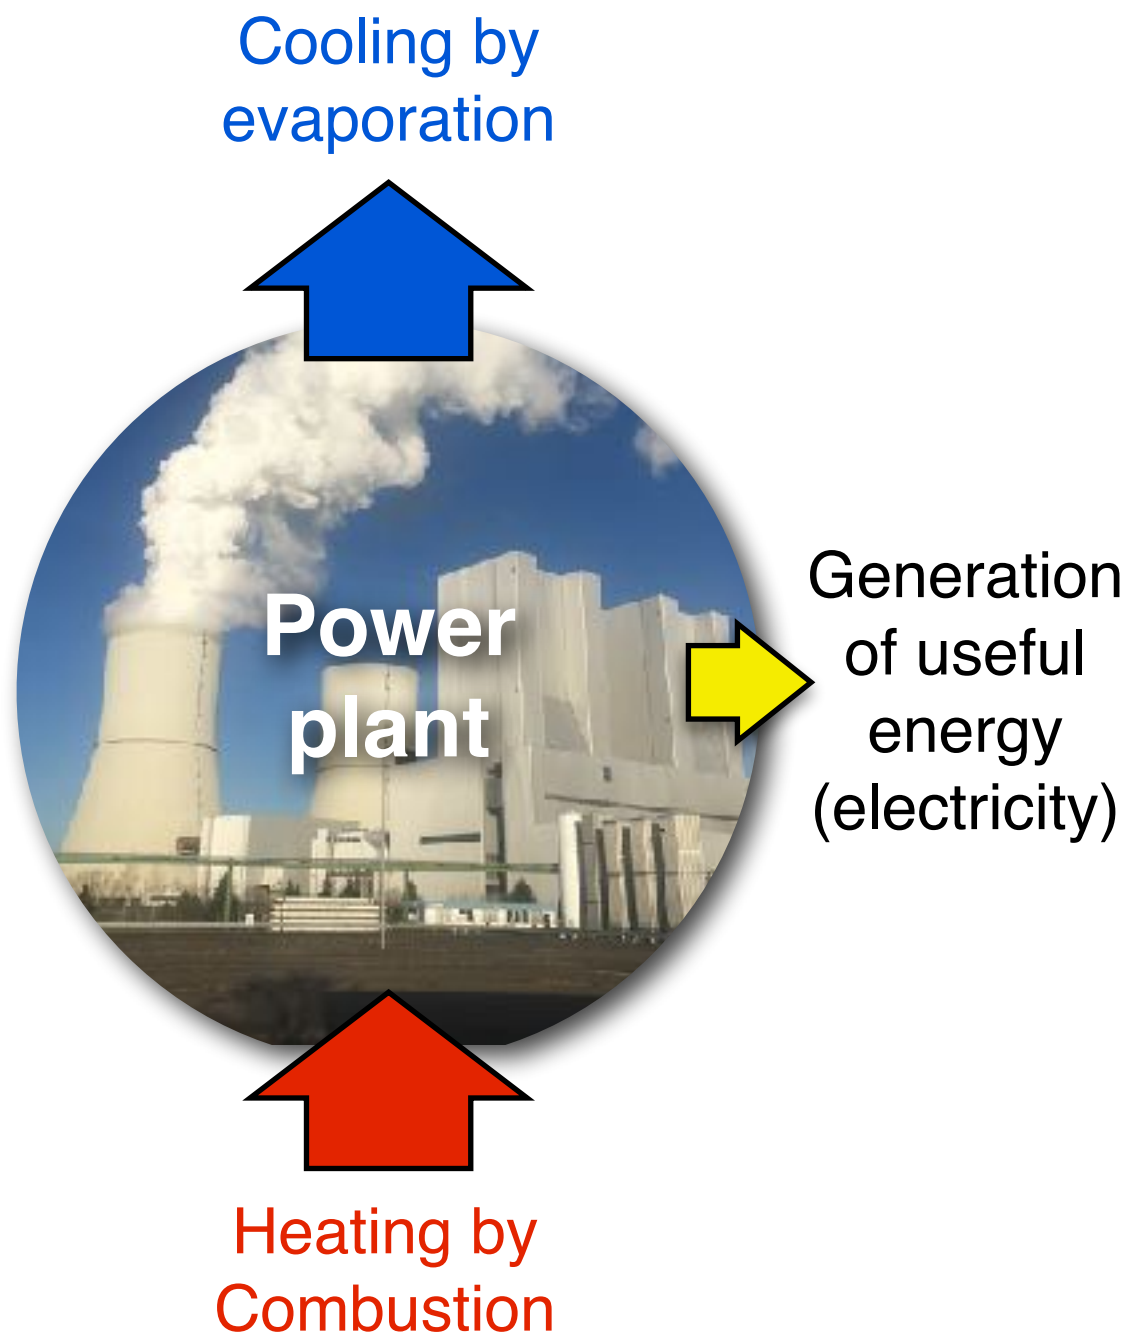 Cooling by
evaporation
Power
plant
Generation
of useful
energy
(electricity)
Heating by
Combustion